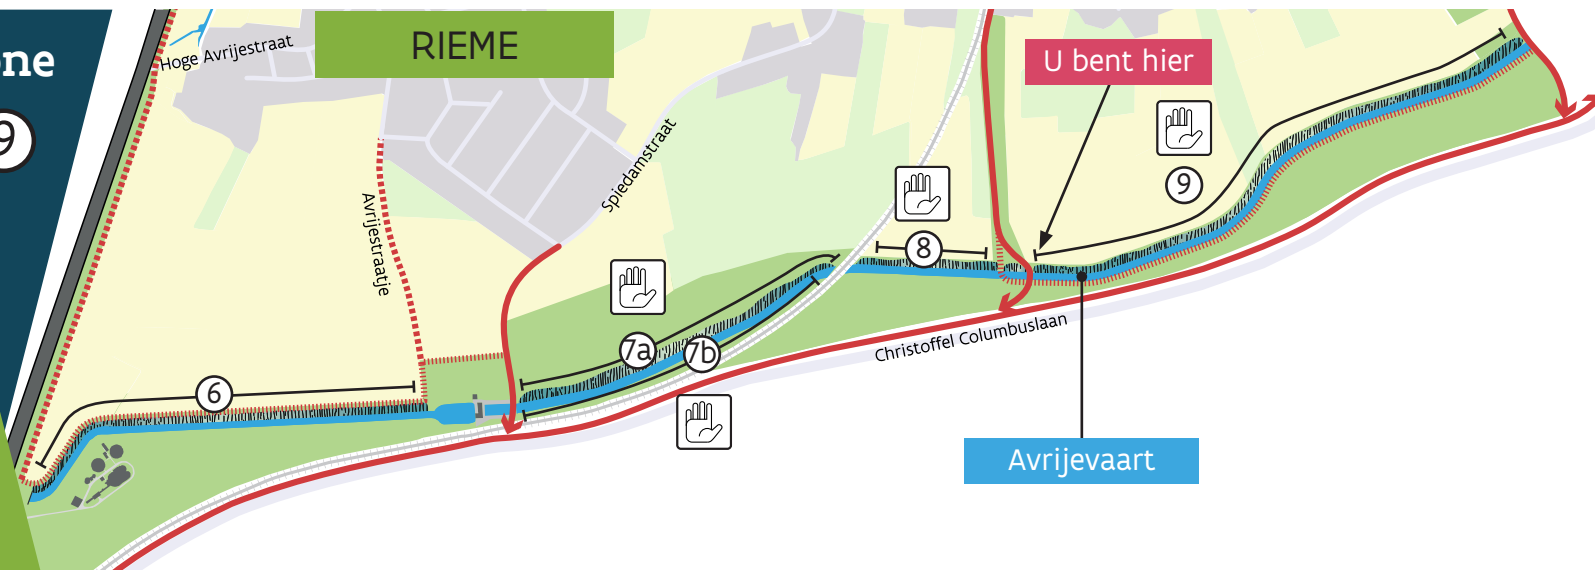 ne
9
Hoge Avrijestraat
RIEME
U bent hier
Spiedamstraat
Avrijestraatje
9
8
7a
7b
6
Christoffel Columbuslaan
Avrijevaart